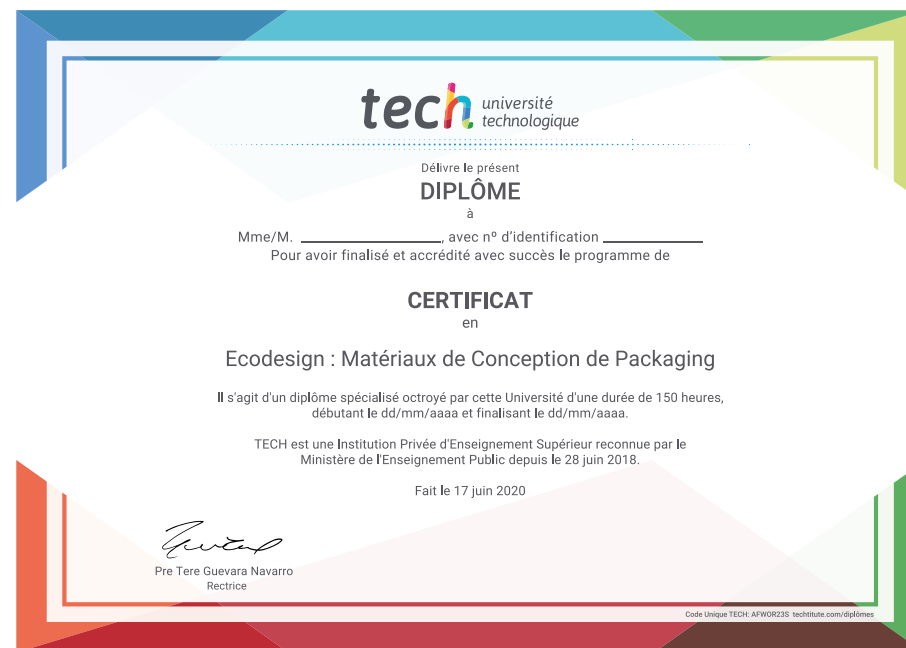 tech université
technologique
Délivre le présent
DIPLÔME
à
Mme/M. ____________________, avec nº d'identification ______________
Pour avoir finalisé et accrédité avec succès le programme de
CERTIFICAT
en
Ecodesign : Matériaux de Conception de Packaging
Il s'agit d'un diplôme spécialisé octroyé par cette Université d'une durée de 150 heures,
débutant le dd/mm/aaaa et finalisant le dd/mm/aaaa.
TECH est une Institution Privée d'Enseignement Supérieur reconnue par le
Ministère de l'Enseignement Public depuis le 28 juin 2018.
Fait le 17 juin 2020
Pre Tere Guevara Navarro
Rectrice
Code Unique TECH: AFWOR23S techtitute.com/diplômes